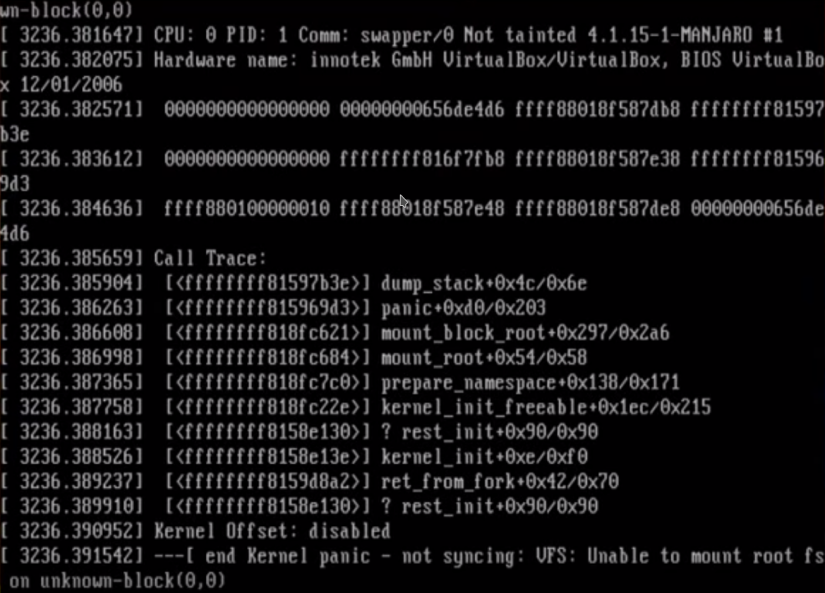 wn-block(0,0)
[ 3236.381647] CPU: 0 PID: 1 Comm: swapper/0 Not tainted 4.1.15-1-MANJARO #1
[ 3236.382075] Hardware name: innotek GmbH VirtualBox/VirtualBox, BIOS VirtualBo
x 12/01/2006
[ 3236.382571]  0000000000000000 00000000656de4d6 ffff88018f587db8 ffffffff81597
b3e
[ 3236.383612]  0000000000000000 ffffffff816f7fb8 ffff88018f587e38 ffffffff81596
9d3
[ 3236.384636]  ffff880100000010 ffff88018f587e48 ffff88018f587de8 00000000656de
4d6
[ 3236.385659] Call Trace:
[ 3236.385904]  [<ffffffff81597b3e>] dump_stack+0x4c/0x6e
[ 3236.386263]  [<ffffffff815969d3>] panic+0xd0/0x203
[ 3236.386608]  [<ffffffff818fc621>] mount_block_root+0x297/0x2a6
[ 3236.386998]  [<ffffffff818fc684>] mount_root+0x54/0x58
[ 3236.387365]  [<ffffffff818fc7c0>] prepare_namespace+0x138/0x171
[ 3236.387758]  [<ffffffff818fc22e>] kernel_init_freeable+0x1ec/0x215
[ 3236.388163]  [<ffffffff8158e130>] ? rest_init+0x90/0x90
[ 3236.388526]  [<ffffffff8158e13e>] kernel_init+0xe/0xf0
[ 3236.389237]  [<ffffffff8159d8a2>] ret_from_fork+0x42/0x70
[ 3236.389910]  [<ffffffff8158e130>] ? rest_init+0x90/0x90
[ 3236.390952] Kernel Offset: disabled
[ 3236.391542] ---[ end Kernel panic - not syncing: VFS: Unable to mount root fs
 on unknown-block(0,0)